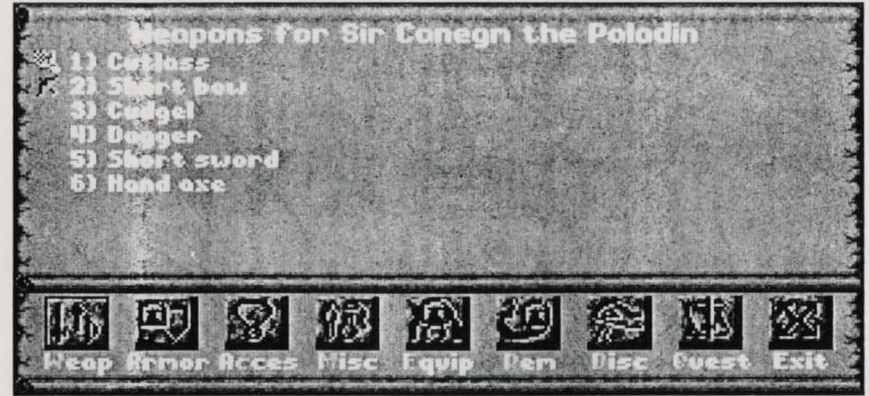 Weapons for Sir Canegm the Paladin
1) Cutlass
2) Short bow
3) Cudgel
4) Dagger
5) Short sword
6) Hand axe
Weap Armor Acces Misc Equip Rem Disc Quest Exit